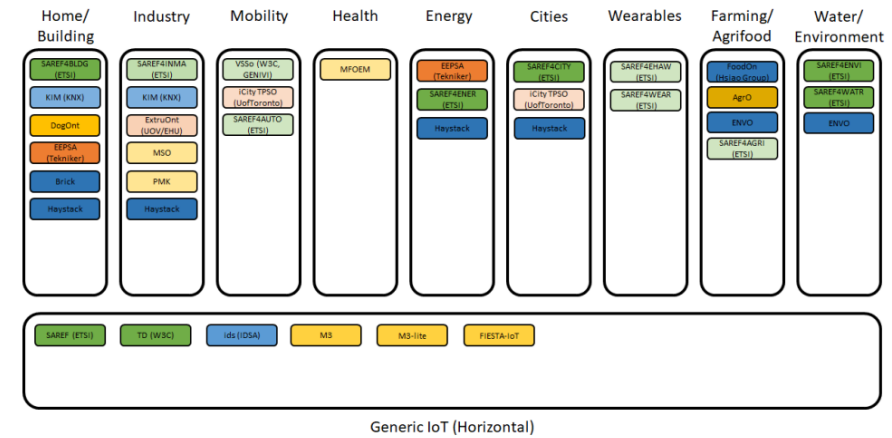 Home/
Building
Industry
Mobility
Health
Energy
Cities
Wearables
Farming/
Agrifood
Water/
Environment
SAREF4BLDG
(ETSI)
KIM (KNX)
DogOnt
EEPSA
(Tekniker)
Brick
Haystack
SAREF4INMA
(ETSI)
KIM (KNX)
ExtruOnt
(UOV/EHU)
MSO
PMK
Haystack
VSSo (W3C,
GENIVI)
iCity TPSO
(UofToronto)
SAREF4AUTO
(ETSI)
MFOEM
EEPSA
(Tekniker)
SAREF4ENER
(ETSI)
Haystack
SAREF4CITY
(ETSI)
iCity TPSO
(UofToronto)
Haystack
SAREF4EHAW
(ETSI)
SAREF4WEAR
(ETSI)
FoodOn
(Hsiao Group)
AgrO
ENVO
SAREF4AGRI
(ETSI)
SAREF4ENVI
(ETSI)
SAREF4WATR
(ETSI)
ENVO
SAREF (ETSI)
TD (W3C)
ids (IDSA)
M3
M3-lite
FIESTA-IoT
Generic IoT (Horizontal)